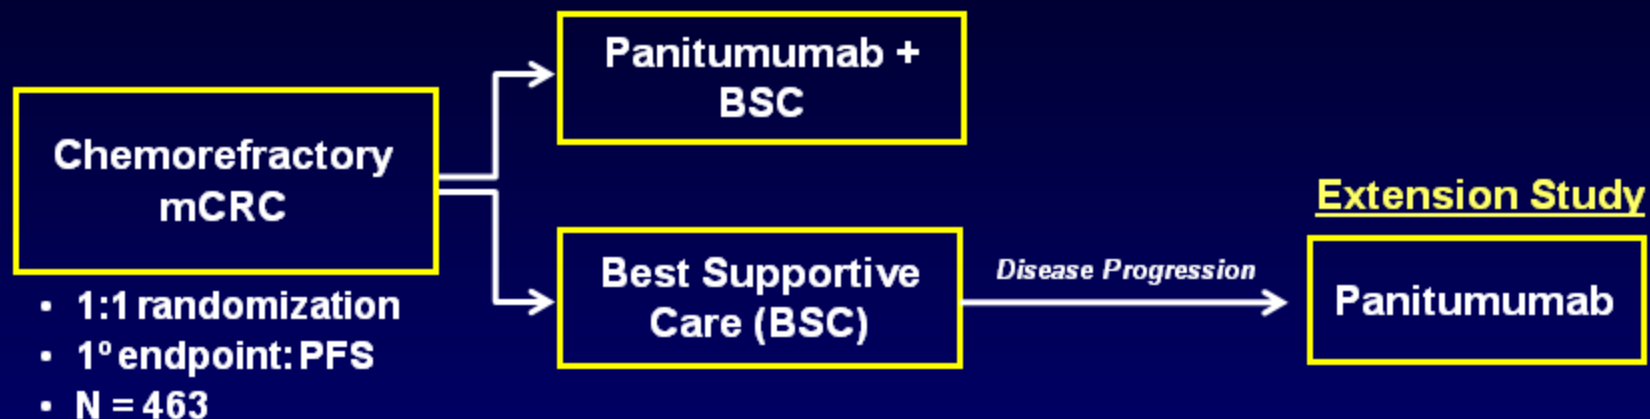 Chemorefractory
mCRC
• 1:1 randomization
• 1º endpoint: PFS
• N = 463
Panitumumab +
BSC
Best Supportive
Care (BSC)
Disease Progression
Extension Study
Panitumumab